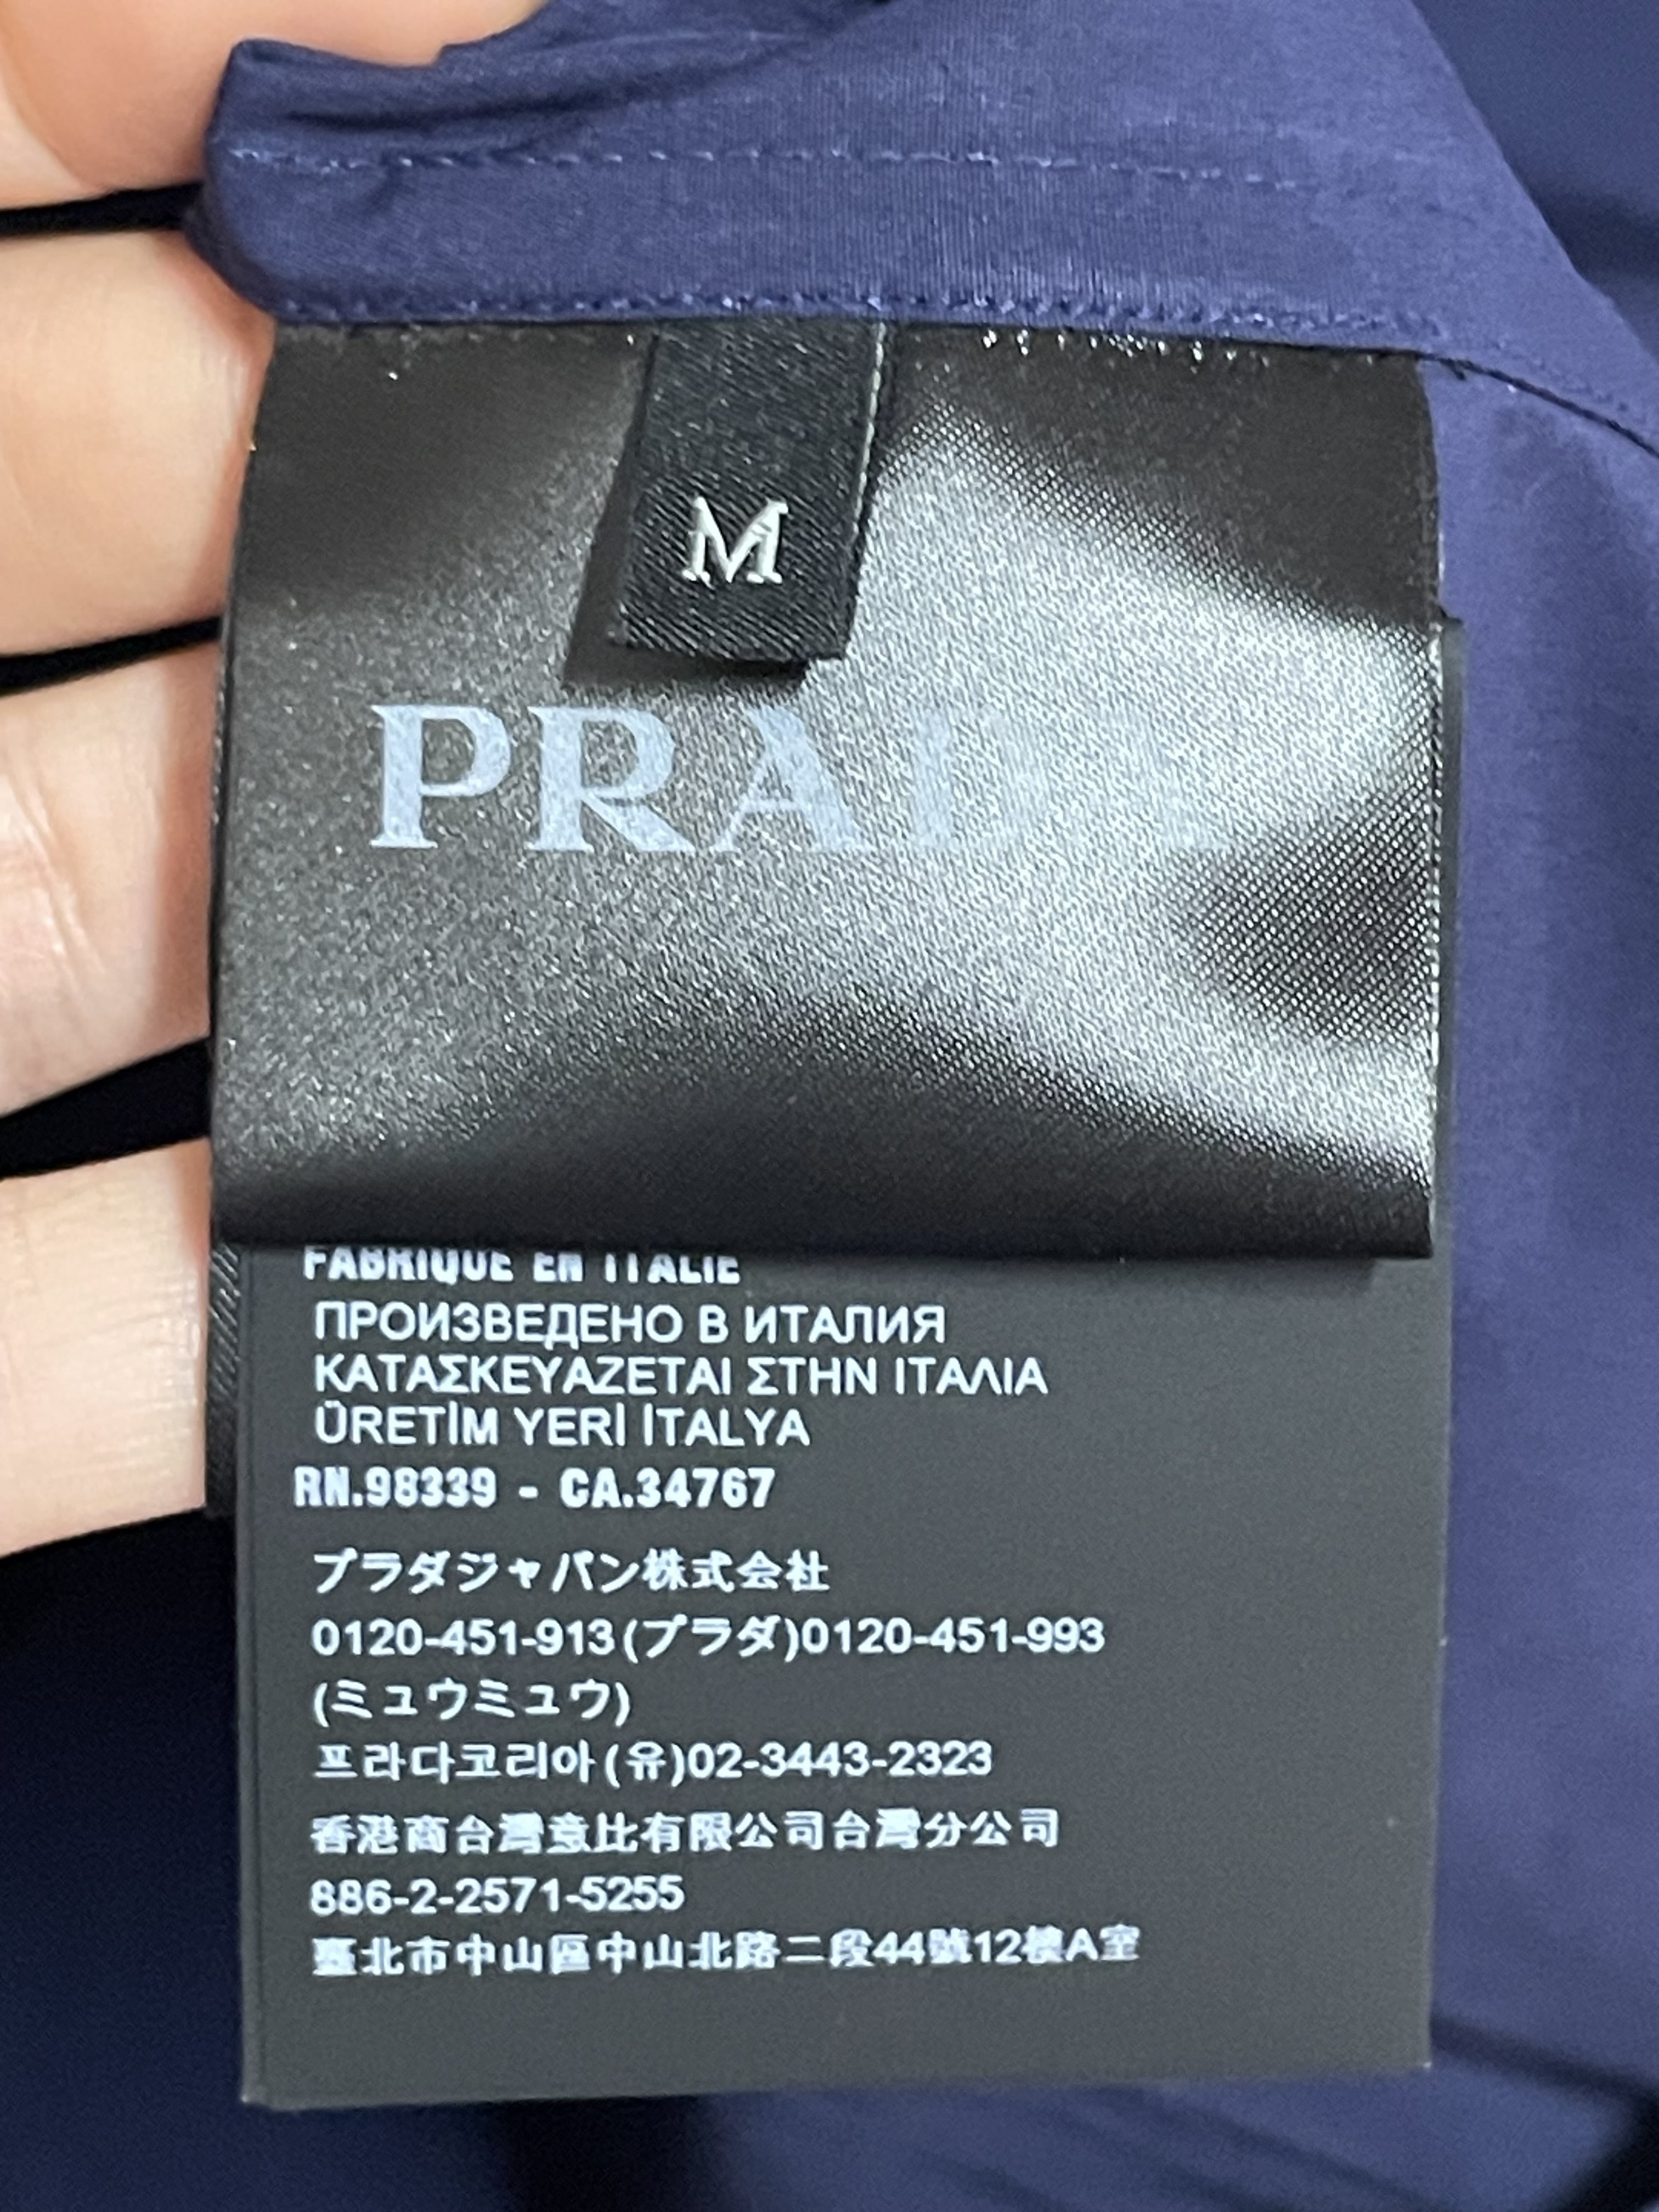 M
PRADA
FABRIQUE EN ITALIE
ПРОИЗВЕДЕНО В ИТАЛИЯ
ΚΑΤΑΣΚΕΥΑΖΕΤΑΙ ΣΤΗΝ ΙΤΑΛΙΑ
ÜRETİM YERİ İTALYA
RN.98339 - CA.34767
プラダジャパン株式会社
0120-451-913(プラダ)0120-451-993
(ミュウミュウ)
프라다코리아(유)02-3443-2323
香港商台灣意比有限公司台灣分公司
886-2-2571-5255
臺北市中山區中山北路二段44號12樓A室